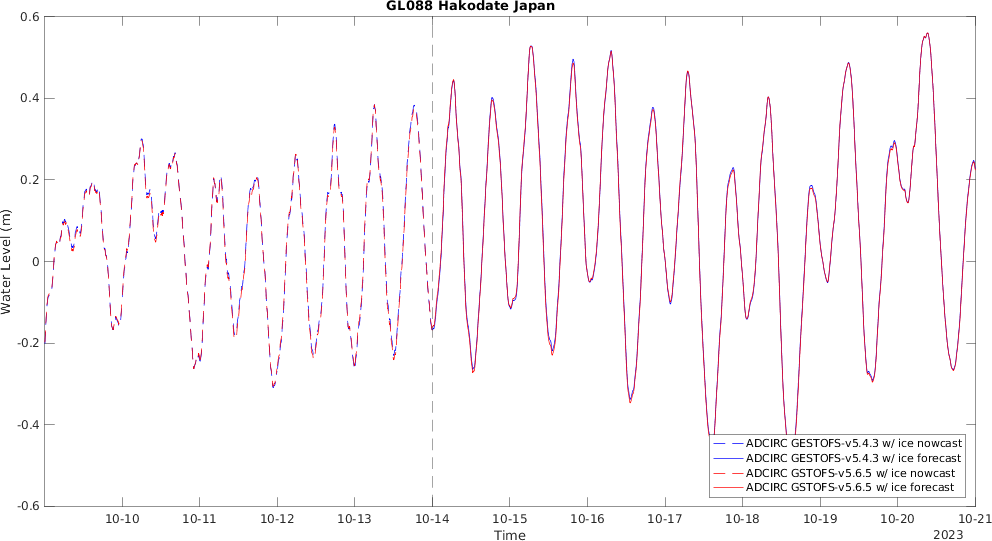 GL088 Hakodate Japan
0.6
0.4
0.2
0
-0.2
-0.4
-0.6
Water Level (m)
ADCIRC GESTOFS-v5.4.3 w/ ice nowcast
ADCIRC GESTOFS-v5.4.3 w/ ice forecast
ADCIRC GSTOFS-v5.6.5 w/ ice nowcast
ADCIRC GSTOFS-v5.6.5 w/ ice forecast
10-10 10-11 10-12 10-13 10-14 10-15 10-16 10-17 10-18 10-19 10-20 10-21
Time
2023